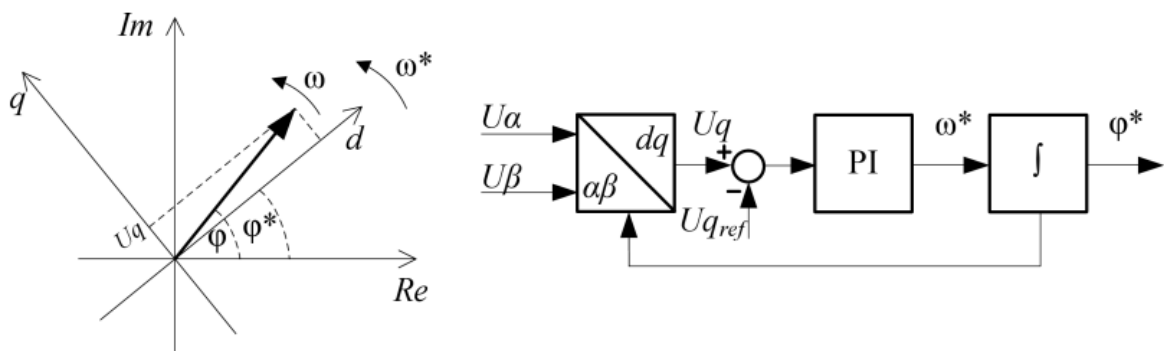 Im
q
ω
ω*
d
Uq
φ
φ*
Re
Uα
Uβ
dq
αβ
Uq
+
-
Uqref
PI
ω*
∫
φ*